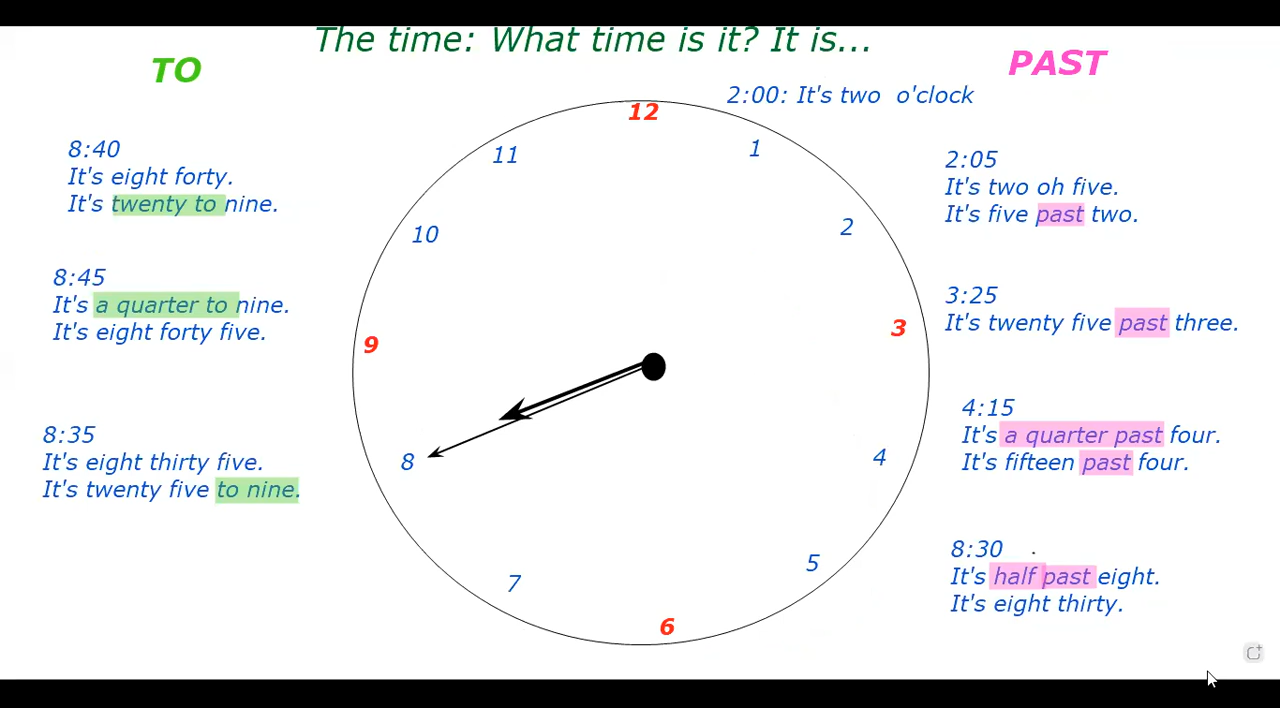 The time: What time is it? It is...
TO
8:40
It's eight forty.
It's twenty to nine.
8:45
It's a quarter to nine.
It's eight forty five.
8:35
It's eight thirty five.
It's twenty five to nine.
12
11
1
10
2
9
3
8
4
7
5
6
PAST
2:00: It's two o'clock
2:05
It's two oh five.
It's five past two.
3:25
It's twenty five past three.
4:15
It's a quarter past four.
It's fifteen past four.
8:30
It's half past eight.
It's eight thirty.